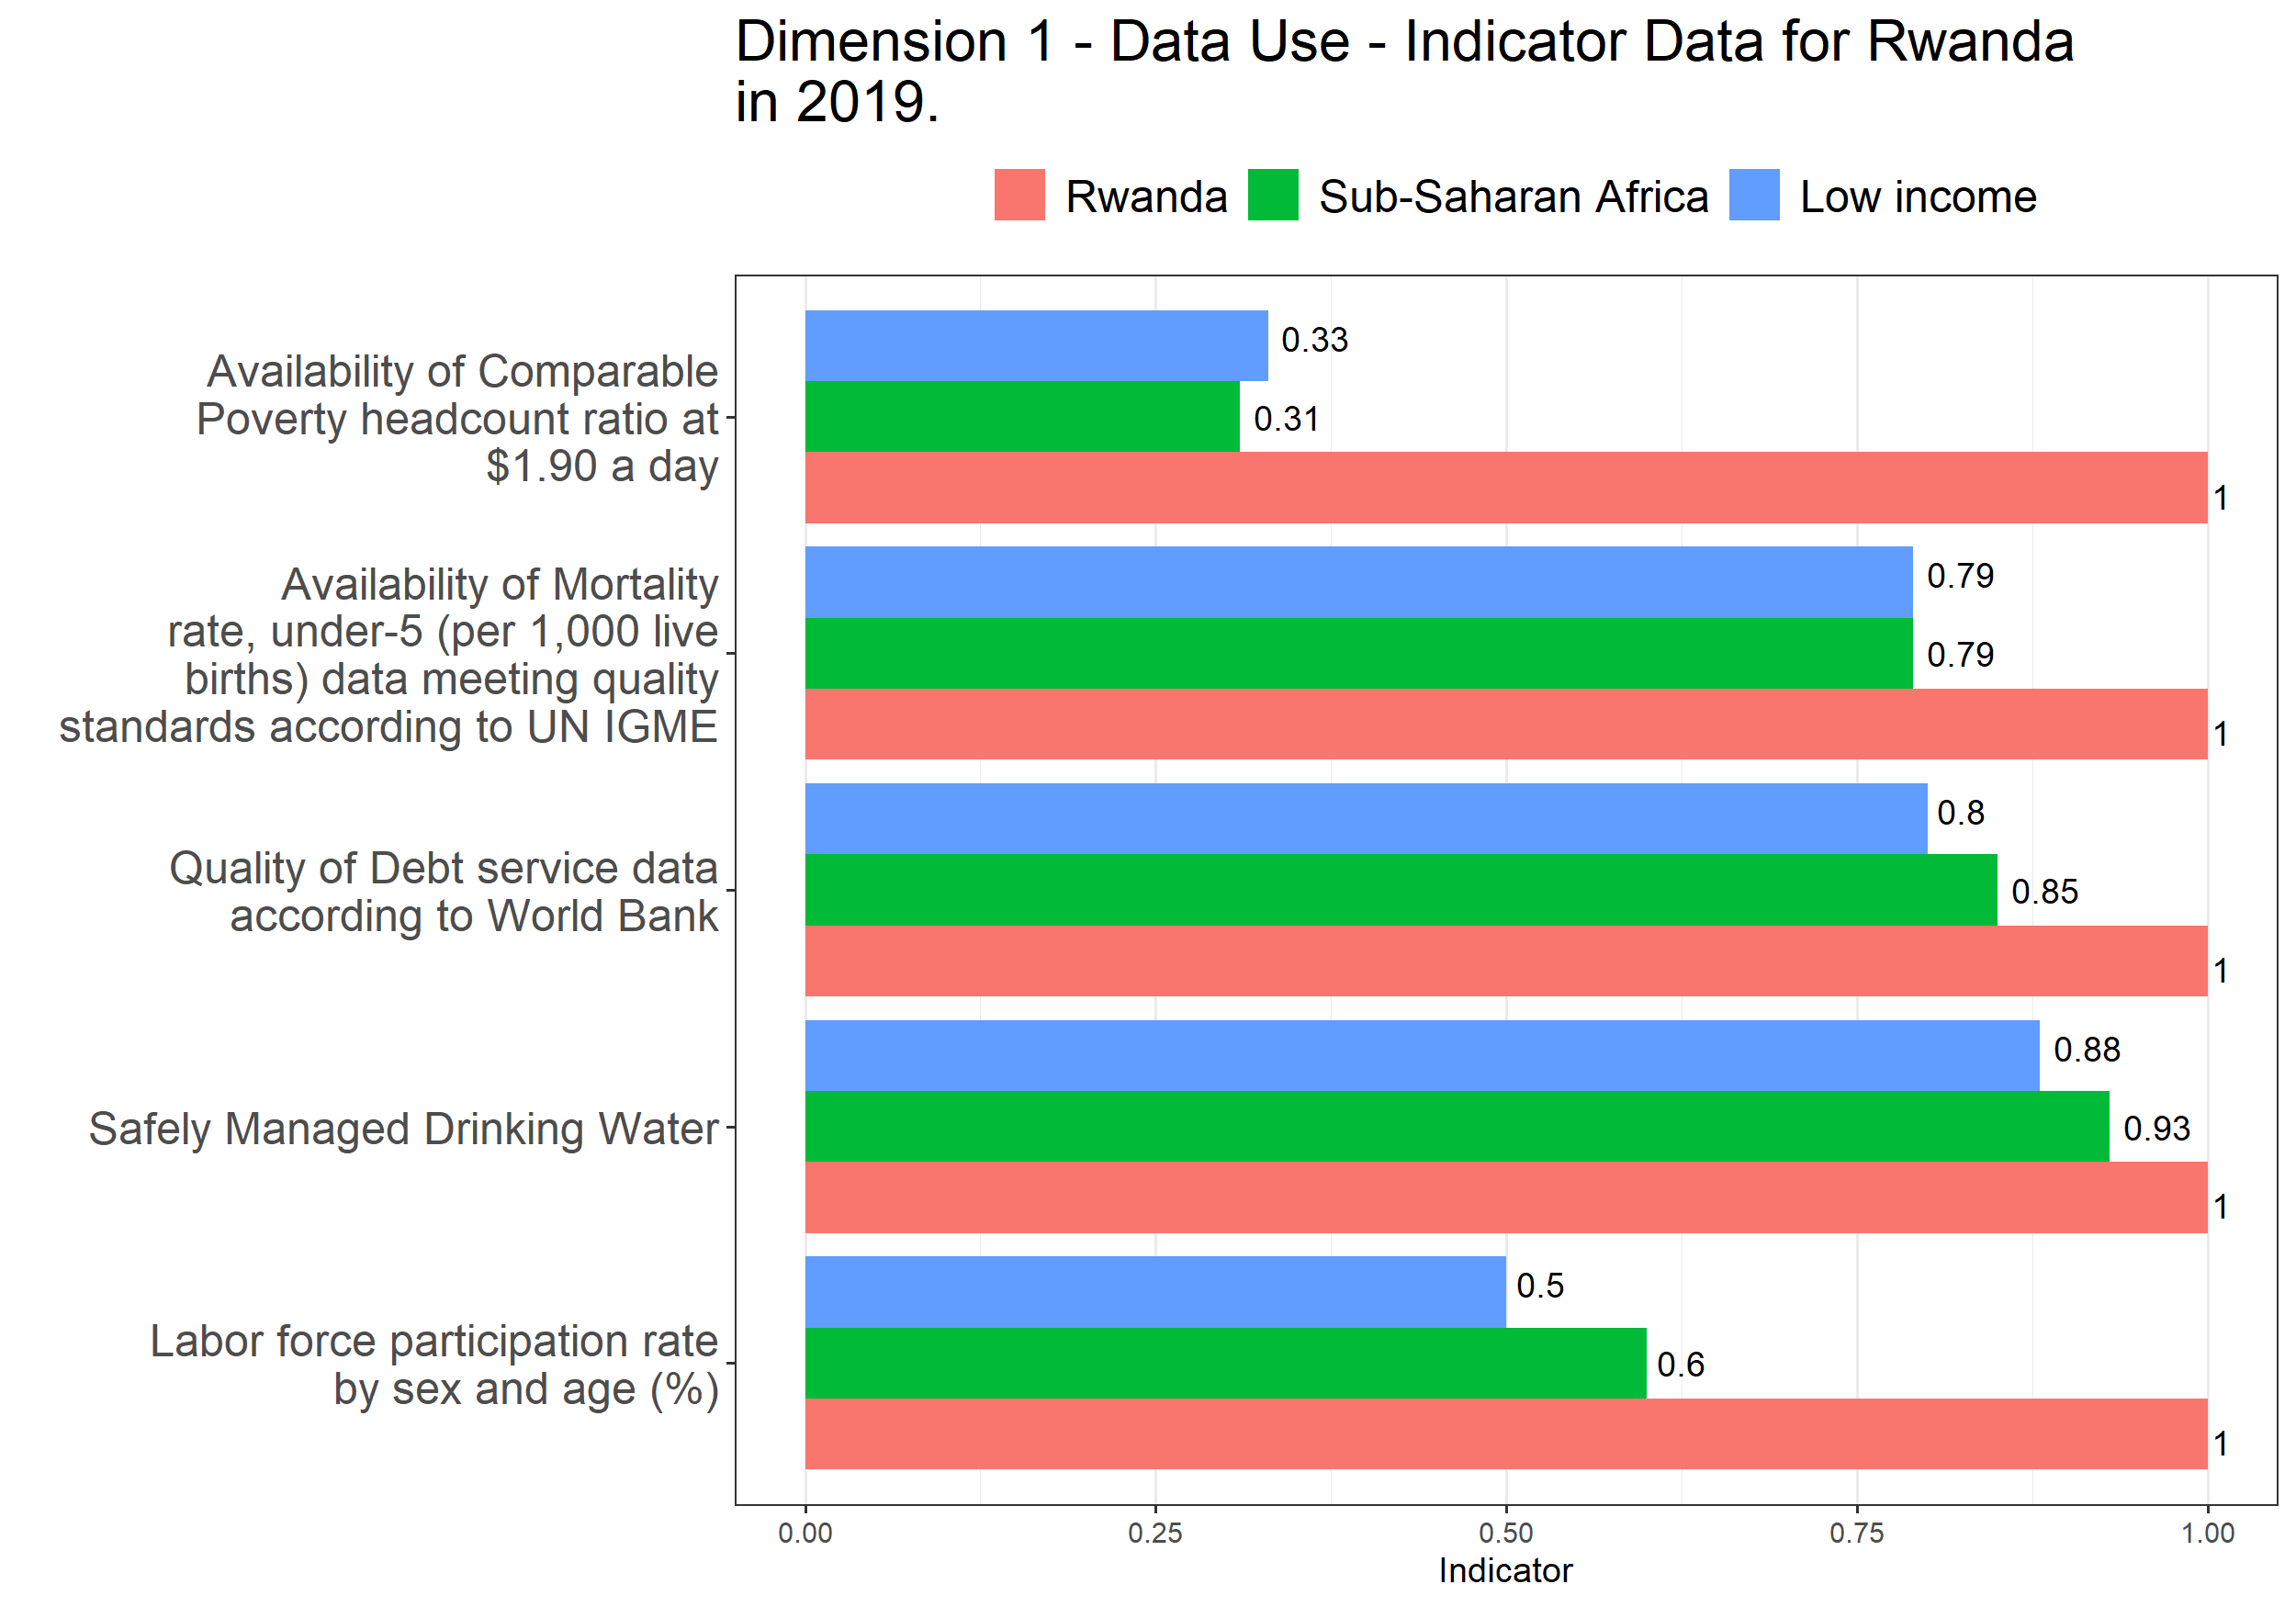 Dimension 1 - Data Use - Indicator Data for Rwanda
in 2019.
Rwanda
Sub-Saharan Africa
Low income
Availability of Comparable
Poverty headcount ratio at
$1.90 a day
0.33
0.31
1
Availability of Mortality
rate, under-5 (per 1,000 live
births) data meeting quality
standards according to UN IGME
0.79
0.79
1
Quality of Debt service data
according to World Bank
0.8
0.85
1
Safely Managed Drinking Water
0.88
0.93
1
Labor force participation rate
by sex and age (%)
0.5
0.6
1
0.00
0.25
0.50
0.75
1.00
Indicator